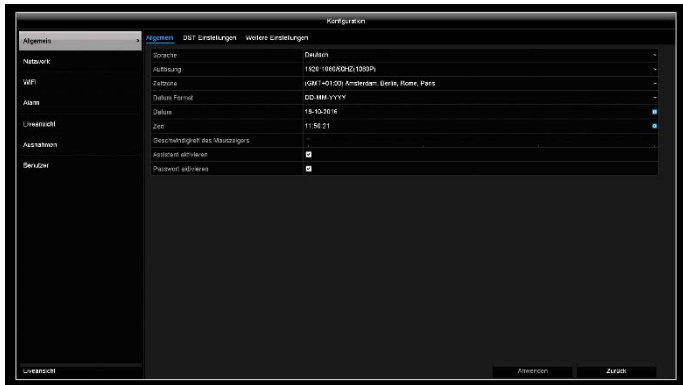 Konfiguration
Allgemein
Netzwerk
WiFi
Alarm
Liveansicht
Ausnahmen
Benutzer
Liveansicht
Allgemein DST Einstellungen Weitere Einstellungen
Sprache Deutsch
Auflösung 1920*1080/60HZ(1080P)
Zeitzone (GMT+01:00) Amsterdam, Berlin, Rome, Paris
Datum Format DD-MM-YYYY
Datum 19-10-2016
Zeit 11:50:21
Geschwindigkeit des Mauszeigers
Assistent aktivieren
Passwort aktivieren
Anwenden Zurück